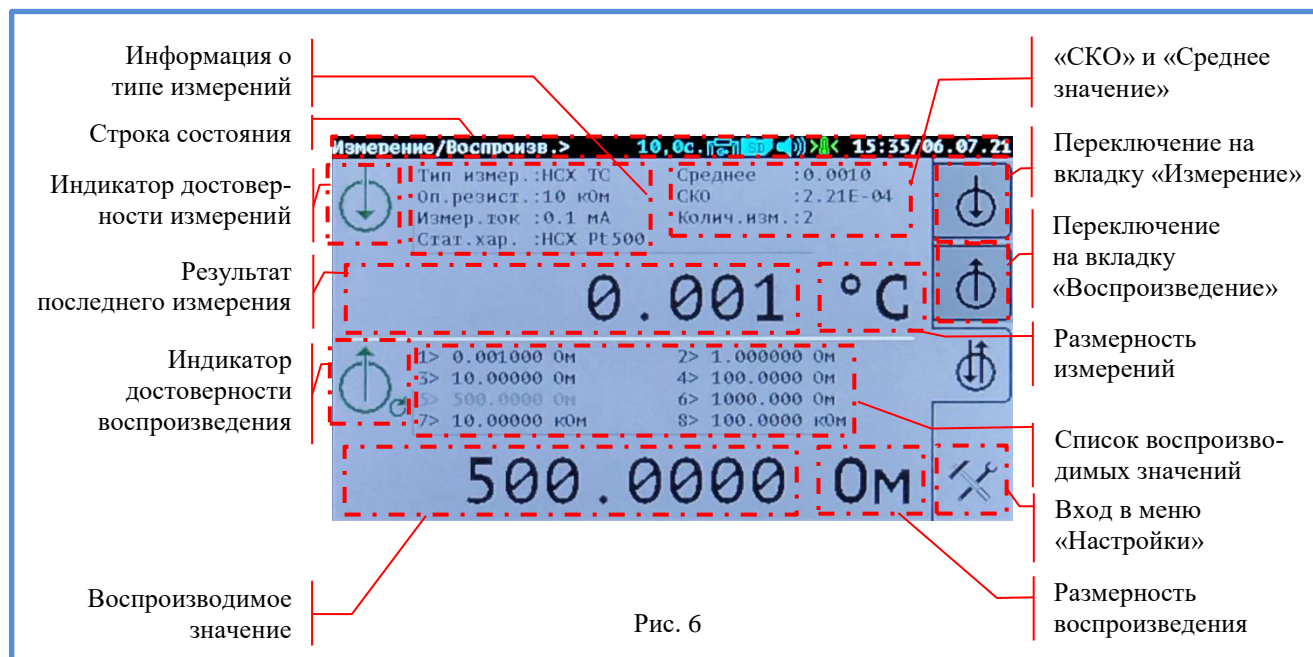 Информация о
типе измерений
Строка состояния
Индикатор достовер-
ности измерений
Результат
последнего измерения
Индикатор
достоверности
воспроизведения
Воспроизводимое
значение
Измерение/Воспроизв.> 10,0с. SD 15:35/06.07.21
Тип измер.:НСХ ТС
Оп.резист.:10 кОм
Измер.ток :0.1 мА
Стат.хар. :НСХ Pt500
Среднее :0.0010
СКО :2.21E-04
Колич.изм.:2
0.001 °C
1> 0.001000 Ом 2> 1.000000 Ом
3> 10.00000 Ом 4> 100.0000 Ом
5> 500.0000 Ом 6> 1000.000 Ом
7> 10.00000 кОм 8> 100.0000 кОм
500.0000 Ом
«СКО» и «Среднее
значение»
Переключение на
вкладку «Измерение»
Переключение
на вкладку
«Воспроизведение»
Размерность
измерений
Список воспроизво-
димых значений
Вход в меню
«Настройки»
Размерность
воспроизведения
Рис. 6